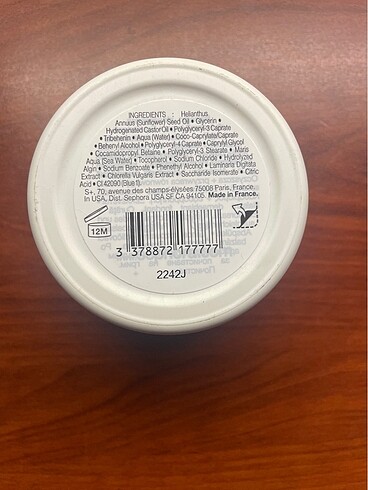 INGREDIENTS : Helianthus
Annuus (Sunflower) Seed Oil • Glycerin •
Hydrogenated Castor Oil • Polyglyceryl-3 Caprate
• Tribehenin • Aqua (Water) • Coco-Caprylate/Caprate
• Behenyl Alcohol • Polyglyceryl-4 Caprate • Caprylyl Glycol
• Cocamidopropyl Betaine • Polyglyceryl-3 Stearate • Maris
Aqua (Sea Water) • Tocopherol • Sodium Chloride • Hydrolyzed
Algin • Sodium Benzoate • Phenethyl Alcohol • Laminaria Digitata
Extract • Chlorella Vulgaris Extract • Saccharide Isomerate • Citric
Acid • CI42090 (Blue 1).
S+, 70, avenue des champs-élysées 75008 Paris, France.
In USA, Dist. Sephora USA SF CA 94105. Made in France.
12M
3 378872 177777
2242J